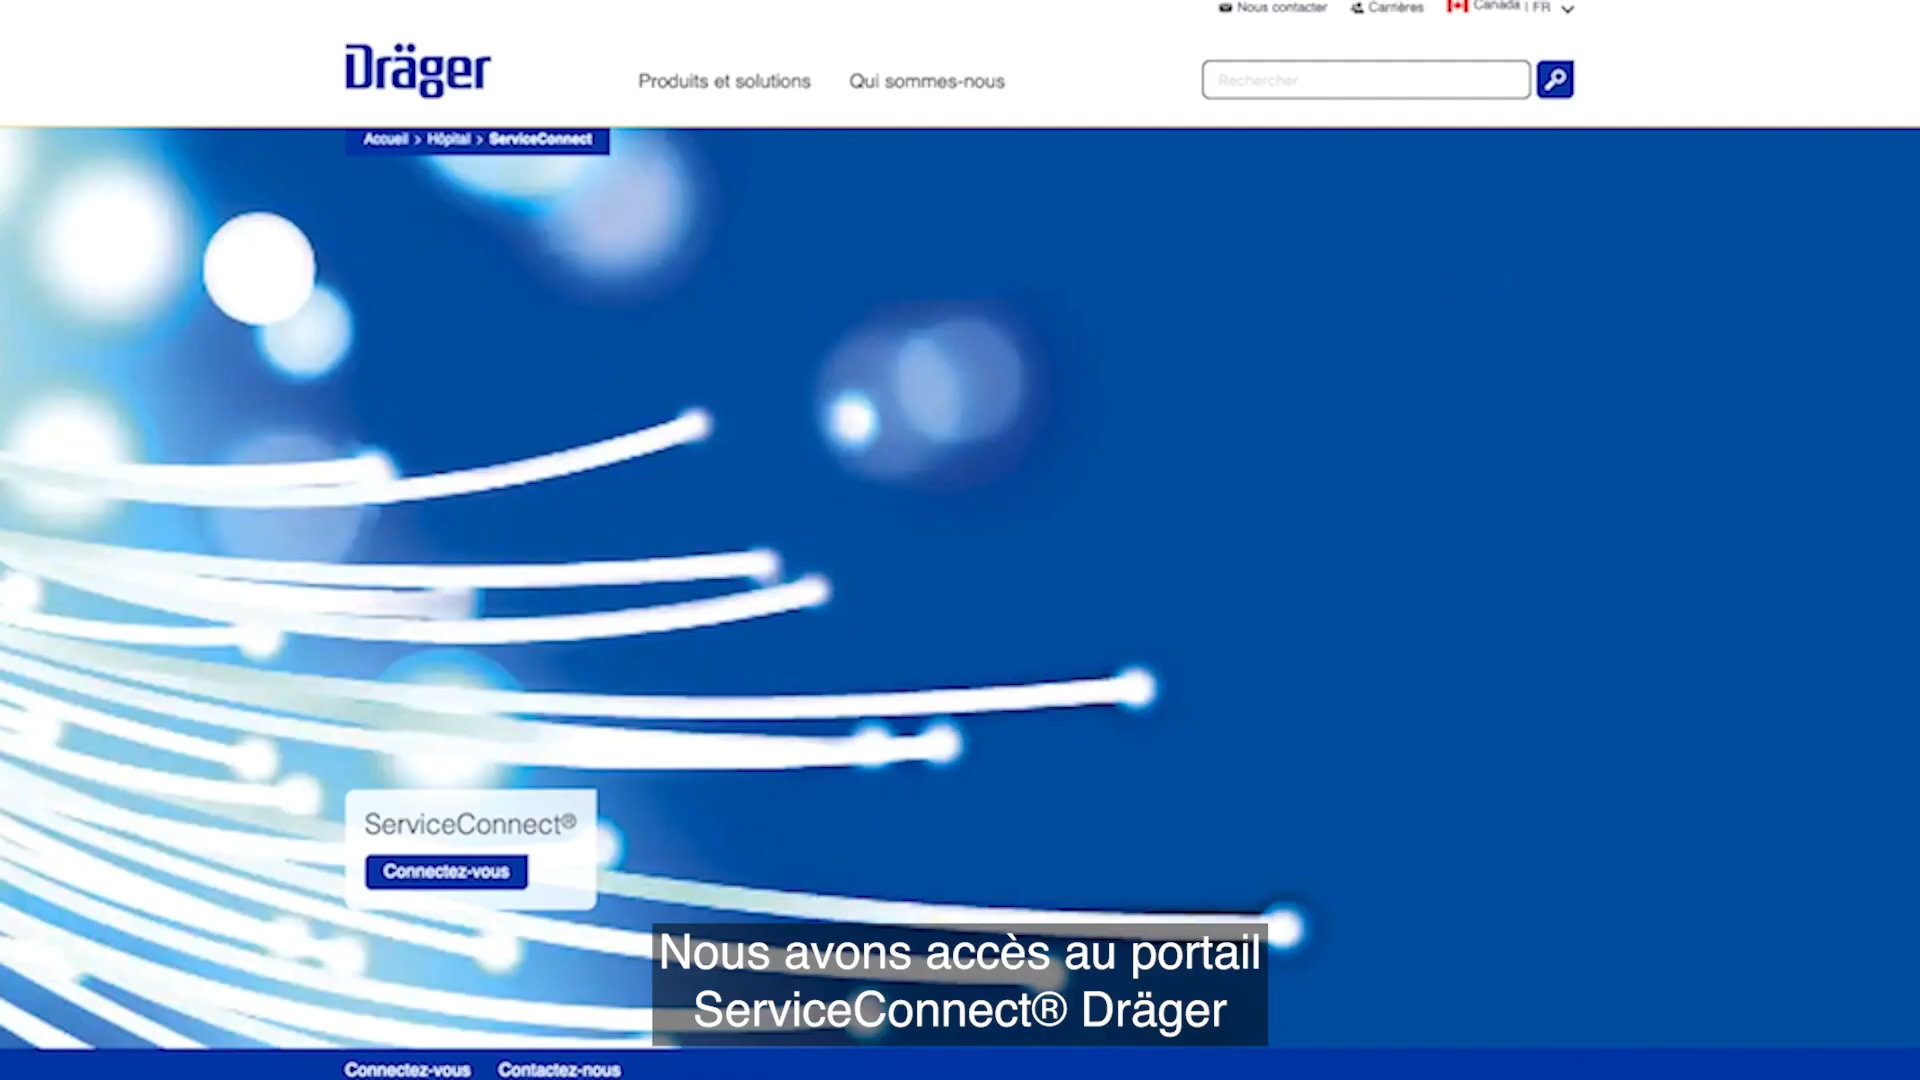 Nous contacter Carrières Canada | FR
Dräger
Produits et solutions Qui sommes-nous
Rechercher
Accueil > Hôpital > ServiceConnect
ServiceConnect®
Connectez-vous
Nous avons accès au portail
ServiceConnect® Dräger
Connectez-vous Contactez-nous